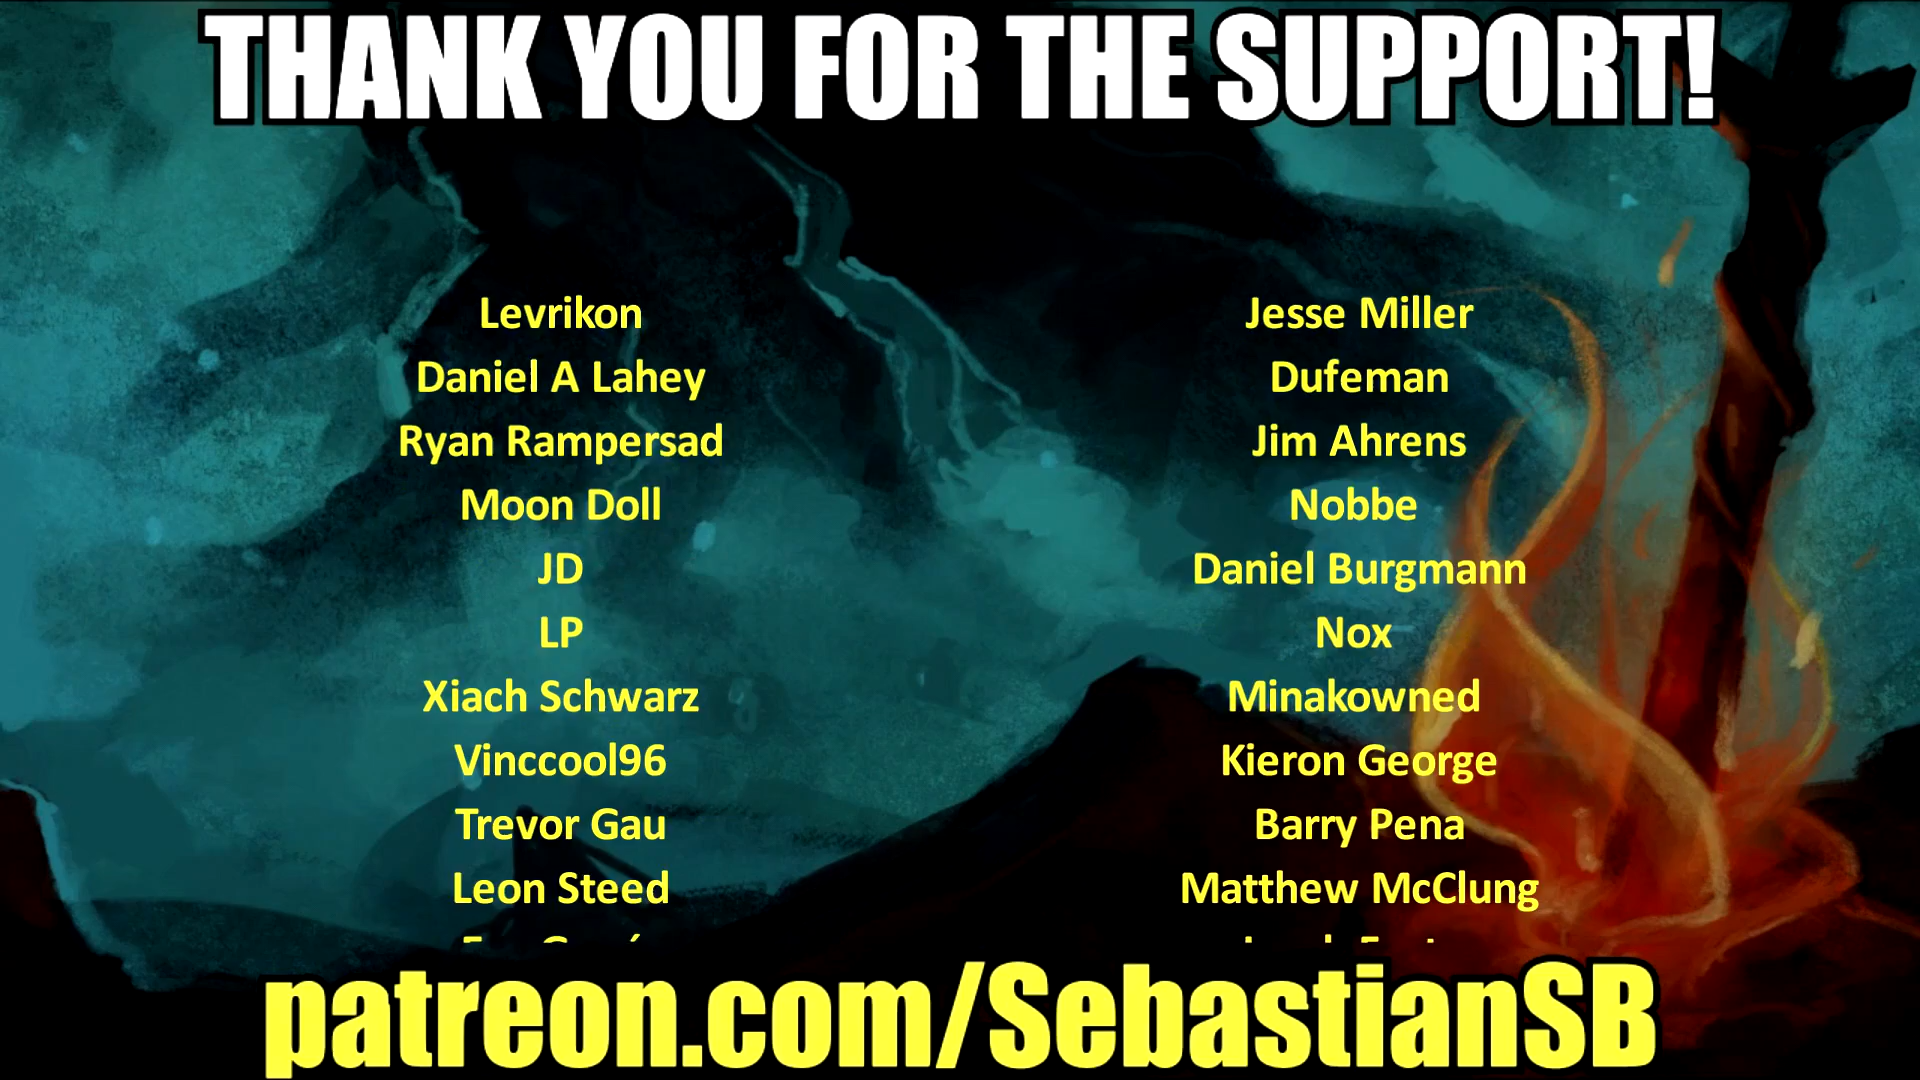 THANK YOU FOR THE SUPPORT!
Levrikon
Daniel A Lahey
Ryan Rampersad
Moon Doll
JD
LP
Xiach Schwarz
Vinccool96
Trevor Gau
Leon Steed
Jesse Miller
Dufeman
Jim Ahrens
Nobbe
Daniel Burgmann
Nox
Minakowned
Kieron George
Barry Pena
Matthew McClung
patreon.com/SebastianSB